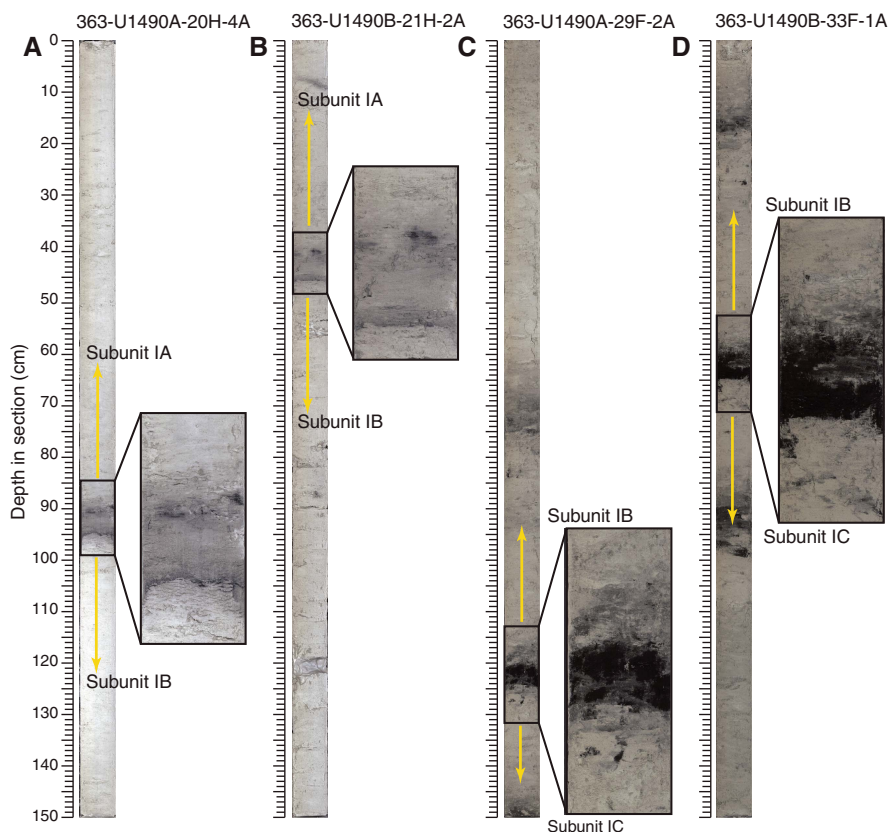 363-U1490A-20H-4A
363-U1490B-21H-2A
363-U1490A-29F-2A
363-U1490B-33F-1A
A
B
C
D
Depth in section (cm)
0
10
20
30
40
50
60
70
80
90
100
110
120
130
140
150
Subunit IA
Subunit IB
Subunit IA
Subunit IB
Subunit IB
Subunit IC
Subunit IB
Subunit IC